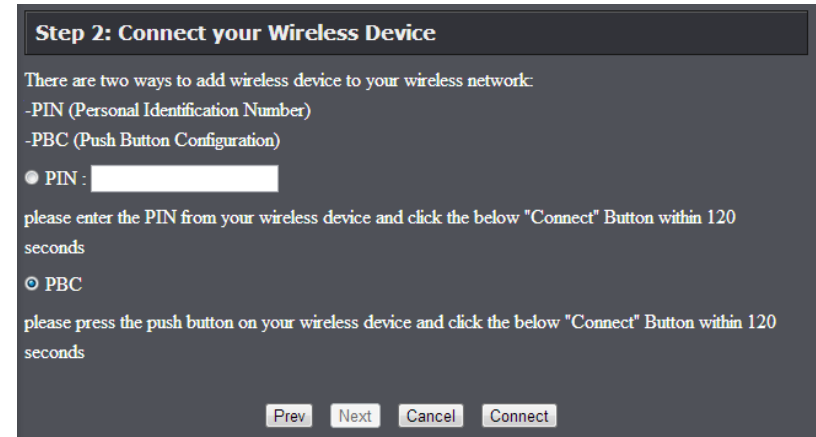 Step 2: Connect your Wireless Device
There are two ways to add wireless device to your wireless network:
-PIN (Personal Identification Number)
-PBC (Push Button Configuration)
PIN :
please enter the PIN from your wireless device and click the below "Connect" Button within 120
seconds
PBC
please press the push button on your wireless device and click the below "Connect" Button within 120
seconds
Prev Next Cancel Connect